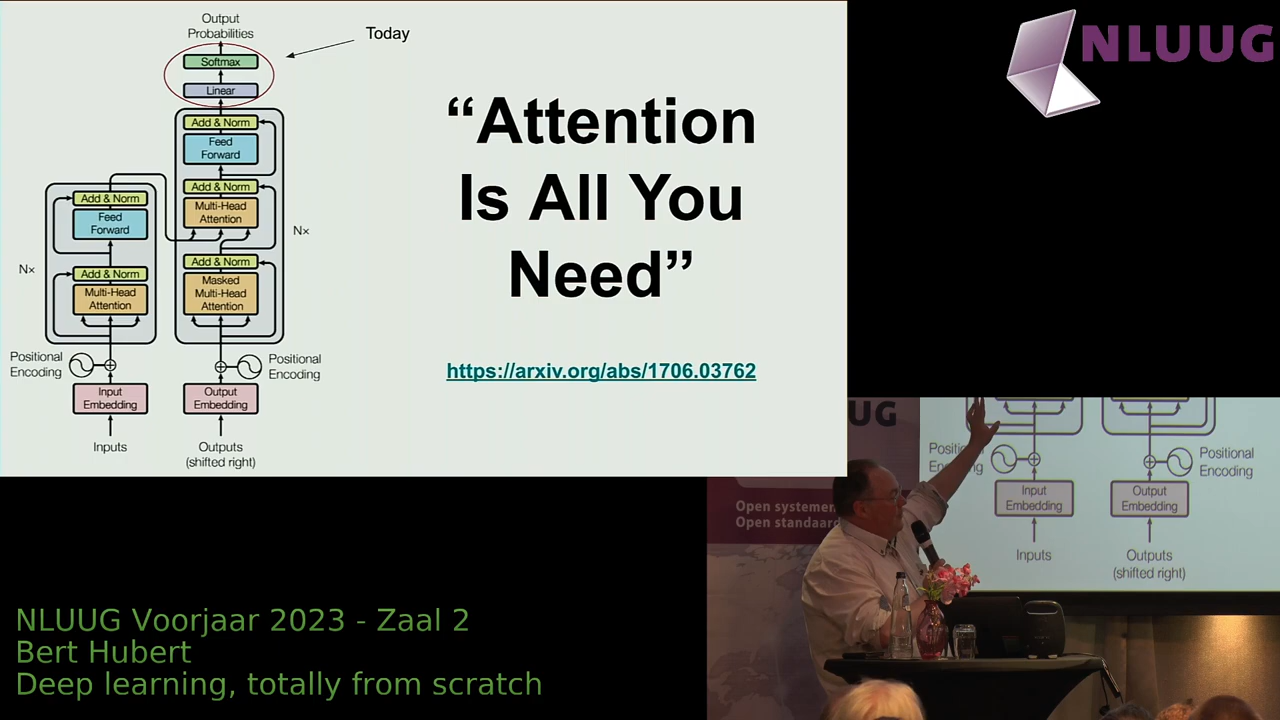 Output
Probabilities
Today
Softmax
Linear
Add & Norm
Feed
Forward
Add & Norm
Multi-Head
Attention
Nx
Add & Norm
Masked
Multi-Head
Attention
Add & Norm
Feed
Forward
Nx
Add & Norm
Multi-Head
Attention
Positional
Encoding
Positional
Encoding
Input
Embedding
Output
Embedding
Inputs
Outputs
(shifted right)
“Attention
Is All You
Need”
https://arxiv.org/abs/1706.03762
NLUUG
UUG
Open systemen
Open standaar
Positional
Encoding
Positional
Encoding
Input
Embedding
Output
Embedding
Inputs
Outputs
(shifted right)
NLUUG Voorjaar 2023 - Zaal 2
Bert Hubert
Deep learning, totally from scratch